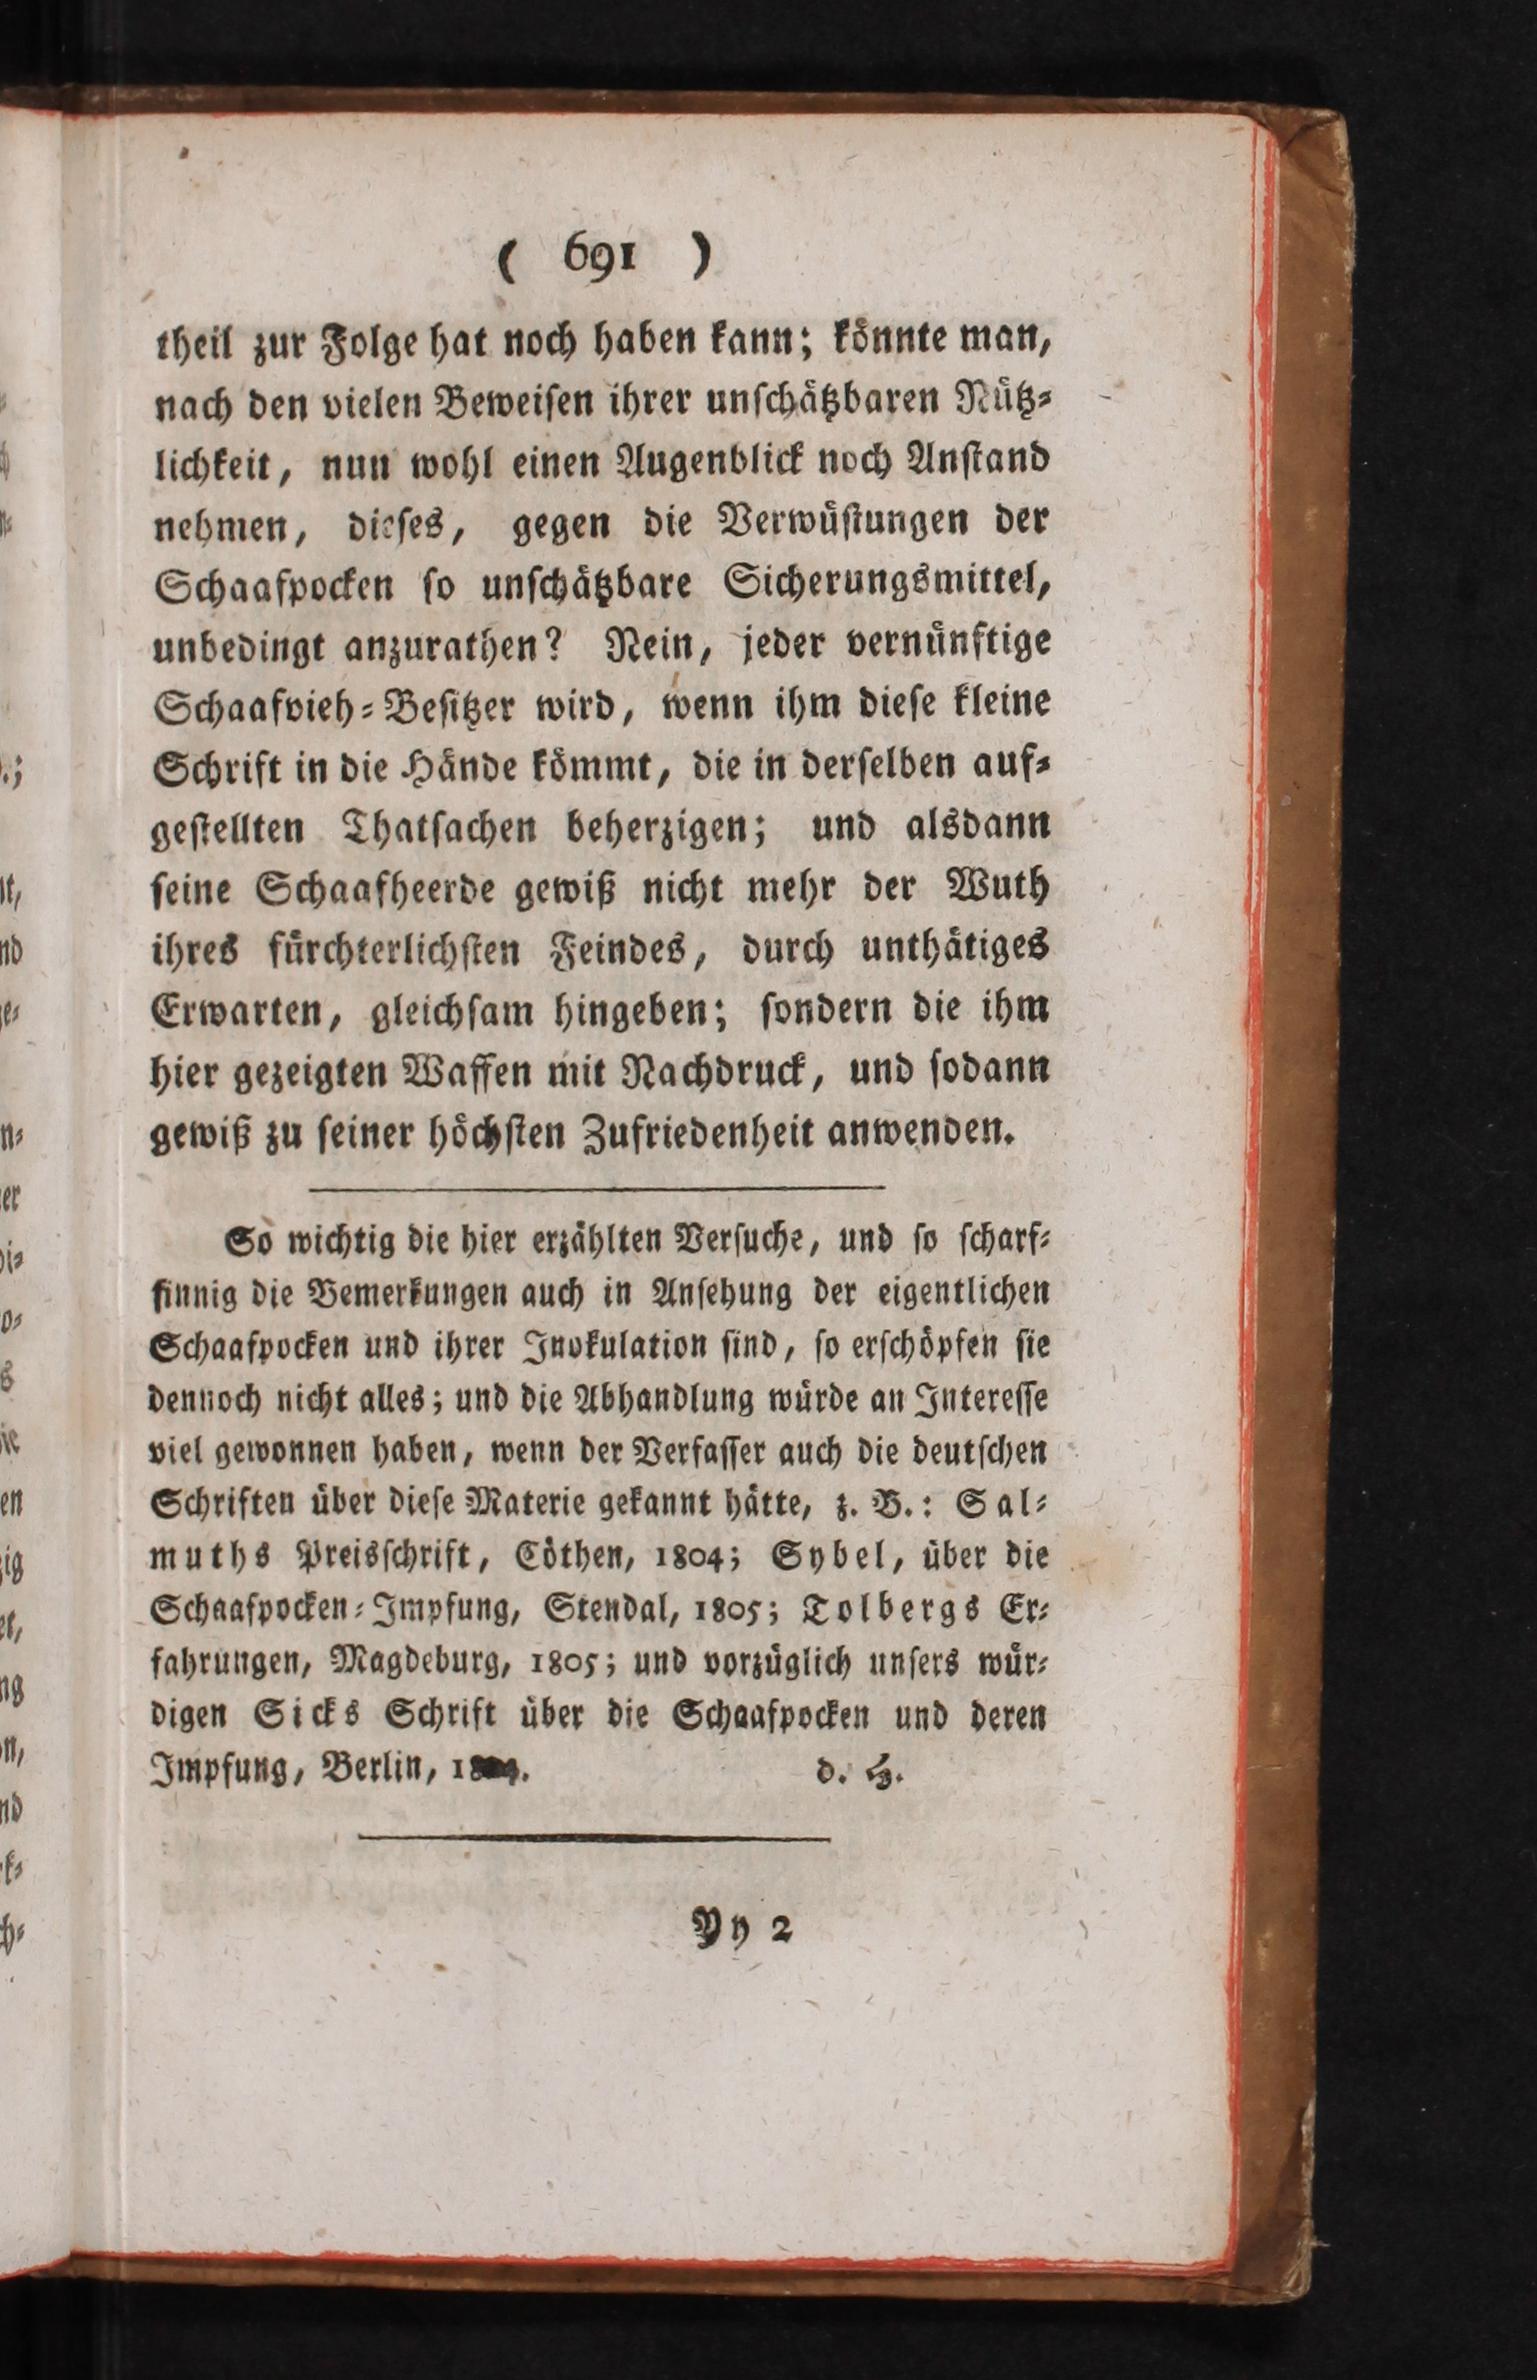 ( 691 )
theil zur Folge hat noch haben kann; könnte man,
nach den vielen Beweiſen ihrer unſchätzbaren Nütz⸗
lichkeit, nun wohl einen Augenblick noch Anſtand
nehmen, dieſes, gegen die Verwüſtungen der
Schaafpocken ſo unſchätzbare Sicherungsmittel,
unbedingt anzurathen? Nein, jeder vernünftige
Schaafvieh⸗Beſitzer wird, wenn ihm dieſe kleine
Schrift in die Hände kömmt, die in derſelben auf⸗
geſtellten Thatſachen beherzigen; und alsdann
ſeine Schaafheerde gewiß nicht mehr der Wuth
ihres fürchterlichſten Feindes, durch unthätiges
Erwarten, gleichſam hingeben; ſondern die ihm
hier gezeigten Waffen mit Nachdruck, und ſodann
gewiß zu ſeiner höchſten Zufriedenheit anwenden.
So wichtig die hier erzählten Verſuche, und ſo ſcharf⸗
ſinnig die Bemerkungen auch in Anſehung der eigentlichen
Schaafpocken und ihrer Inokulation ſind, ſo erſchöpfen ſie
dennoch nicht alles; und die Abhandlung würde an Intereſſe
viel gewonnen haben, wenn der Verfaſſer auch die deutſchen
Schriften über dieſe Materie gekannt hätte, z. B.: Sal⸗
muths Preisſchrift, Cöthen, 1804; Sybel, über die
Schaafpocken⸗Impfung, Stendal, 1805; Tolbergs Er⸗
fahrungen, Magdeburg, 1805; und vorzüglich unſers wür⸗
digen Sicks Schrift über die Schaafpocken und deren
Impfung, Berlin, d. H.
Yy 2